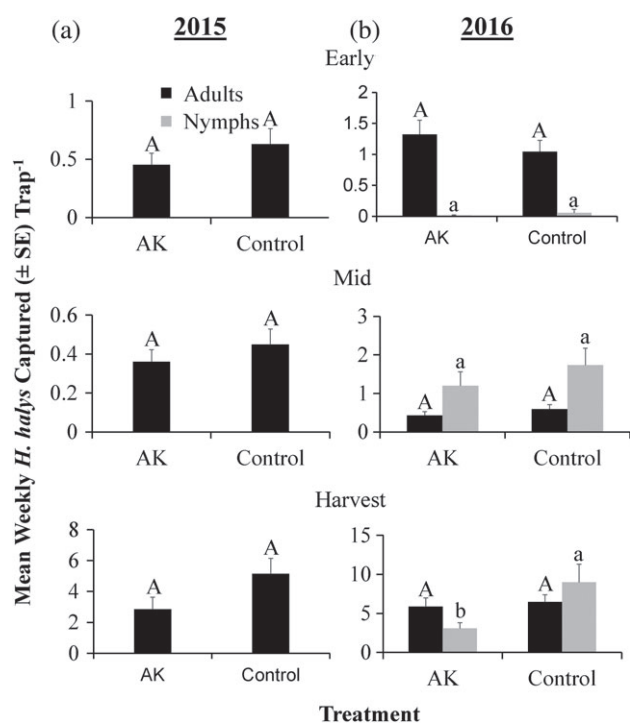 (a) 2015 (b) 2016
Early
Adults
Nymphs
1
0.5
0
A
A
AK
Control
2
1.5
1
0.5
0
A
a
A
a
AK
Control
Mid
0.6
0.4
0.2
0
A
A
AK
Control
3
2
1
0
A
a
A
a
AK
Control
Harvest
8
6
4
2
0
A
A
AK
Control
15
10
5
0
A
b
A
a
AK
Control
Mean Weekly H. halys Captured (± SE) Trap⁻¹
Treatment